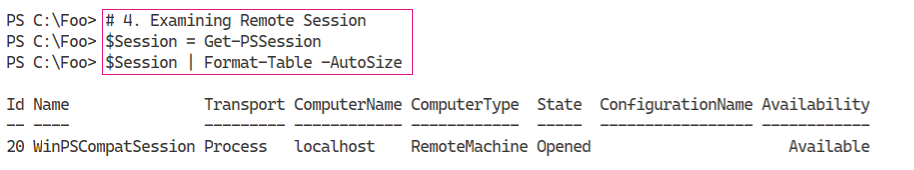 PS C:\Foo> # 4. Examining Remote Session
PS C:\Foo> $Session = Get-PSSession
PS C:\Foo> $Session | Format-Table -AutoSize
Id Name Transport ComputerName ComputerType State ConfigurationName Availability
-- ---- --------- ------------ ------------ ----- ----------------- ------------
20 WinPSCompatSession Process localhost RemoteMachine Opened Available